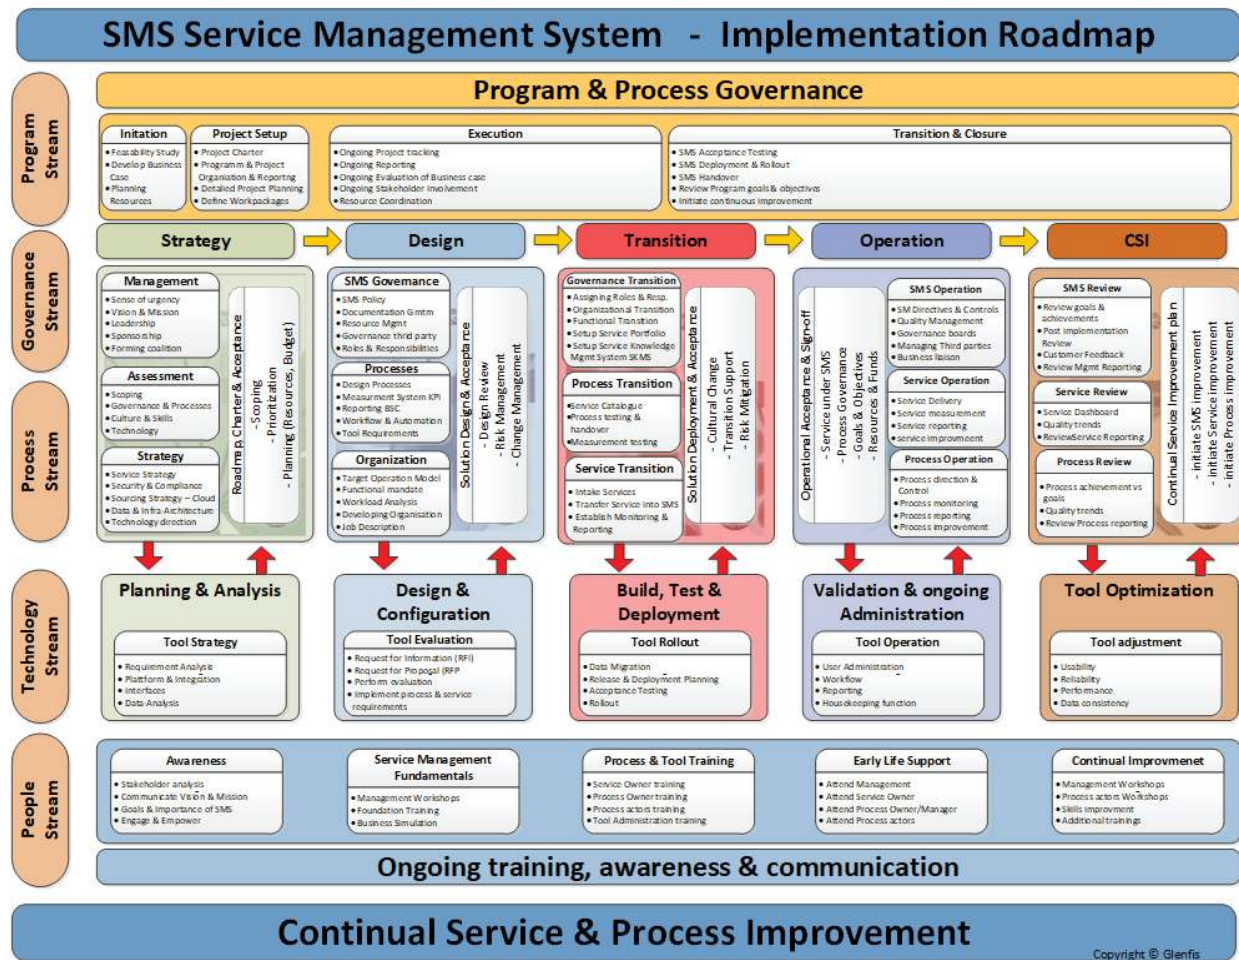 SMS Service Management System - Implementation Roadmap
Program Stream
Program & Process Governance
Initation
• Feasability Study
• Develop Business
Case
• Planning
Resources
Project Setup
• Project Charter
• Programm & Project
Organiation & Reporting
• Detailed Project Planning
• Define Workpackages
Execution
• Ongoing Project tracking
• Ongoing Reporting
• Ongoing Evaluation of Business case
• Ongoing Stakeholder involvement
• Resource Coordination
Transition & Closure
• SMS Acceptance Testing
• SMS Deployment & Rollout
• SMS Handover
• Review Program goals & objectives
• Initiate continuous improvement
Governance Stream
Process Stream
Strategy
Design
Transition
Operation
CSI
Management
• Sense of urgency
• Vision & Mission
• Leadership
• Sponsorship
• Forming coalition
Assessment
• Scoping
• Governance & Processes
• Culture & Skills
• Technology
Strategy
• Service Strategy
• Security & Compliance
• Sourcing Strategy – Cloud
• Data & Infra-Architecture
• Technology direction
Roadmap, Charter & Acceptance
- Scoping
- Prioritization
- Planning (Resources, Budget)
SMS Governance
• SMS Policy
• Documentation Gmtm
• Resource Mgmt
• Governance third party
• Roles & Responsibilities
Processes
• Design Processes
• Measurment System KPI
• Reporting BSC
• Workflow & Automation
• Tool Requirements
Organization
• Target Operation Model
• Functional mandate
• Workload Analysis
• Developing Organisation
• Job Description
Solution Design & Acceptance
- Design Review
- Risk Management
- Change Management
Governance Transition
• Assigning Roles & Resp.
• Organizational Transition
• Functional Transition
• Setup Service Portfolio
• Setup Service Knowledge
Mgmt System SKMS
Process Transition
• Service Catalogue
• Process testing &
handover
• Measurement testing
Service Transition
• Intake Services
• Transfer Service into SMS
• Establish Monitoring &
Reporting
Solution Deployment & Acceptance
- Cultural Change
- Transition Support
- Risk Mitigation
Operational Acceptance & Sign-off
- Service under SMS
- Process Governance
- Goals & Objectives
- Resources & Funds
SMS Operation
• SM Directives & Controls
• Quality Management
• Governance boards
• Managing Third parties
• Business liaison
Service Operation
• Service Delivery
• Service measurement
• Service reporting
• service improvement
Process Operation
• Process direction &
Control
• Process monitoring
• Process reporting
• Process improvement
SMS Review
• Review goals &
achievements
• Post Implementation
Review
• Customer Feedback
• Review Mgmt Reporting
Service Review
• Service Dashboard
• Quality trends
• ReviewService Reporting
Process Review
• Process achievement vs
goals
• Quality trends
• Review Process reporting
Continual Service Improvement plan
- initiate SMS improvement
- initiate Service improvement
- initiate Process improvement
Technology Stream
Planning & Analysis
Tool Strategy
• Requirement Analysis
• Plattform & Integration
• Interfaces
• Data Analysis
Design &
Configuration
Tool Evaluation
• Request for Information (RFI)
• Request for Proposal (RFP
• Perform evaluation
• Implement process & service
requirements
Build, Test &
Deployment
Tool Rollout
• Data Migration
• Release & Deployment Planning
• Acceptance Testing
• Rollout
Validation & ongoing
Administration
Tool Operation
• User Administration
• Workflow
• Reporting
• Housekeeping function
Tool Optimization
Tool adjustment
• Usability
• Reliability
• Performance
• Data consistency
People Stream
Awareness
• Stakeholder analysis
• Communicate Vision & Mission
• Goals & Importance of SMS
• Engage & Empower
Service Management
Fundamentals
• Management Workshops
• Foundation Training
• Business Simulation
Process & Tool Training
• Service Owner training
• Process Owner training
• Process actors training
• Tool Administration training
Early Life Support
• Attend Management
• Attend Service Owner
• Attend Process Owner/Manager
• Attend Process actors
Continual Improvmenet
• Management Workshops
• Process actors Workshops
• Skills Improvment
• Additional trainings
Ongoing training, awareness & communication
Continual Service & Process Improvement
Copyright © Glenfis